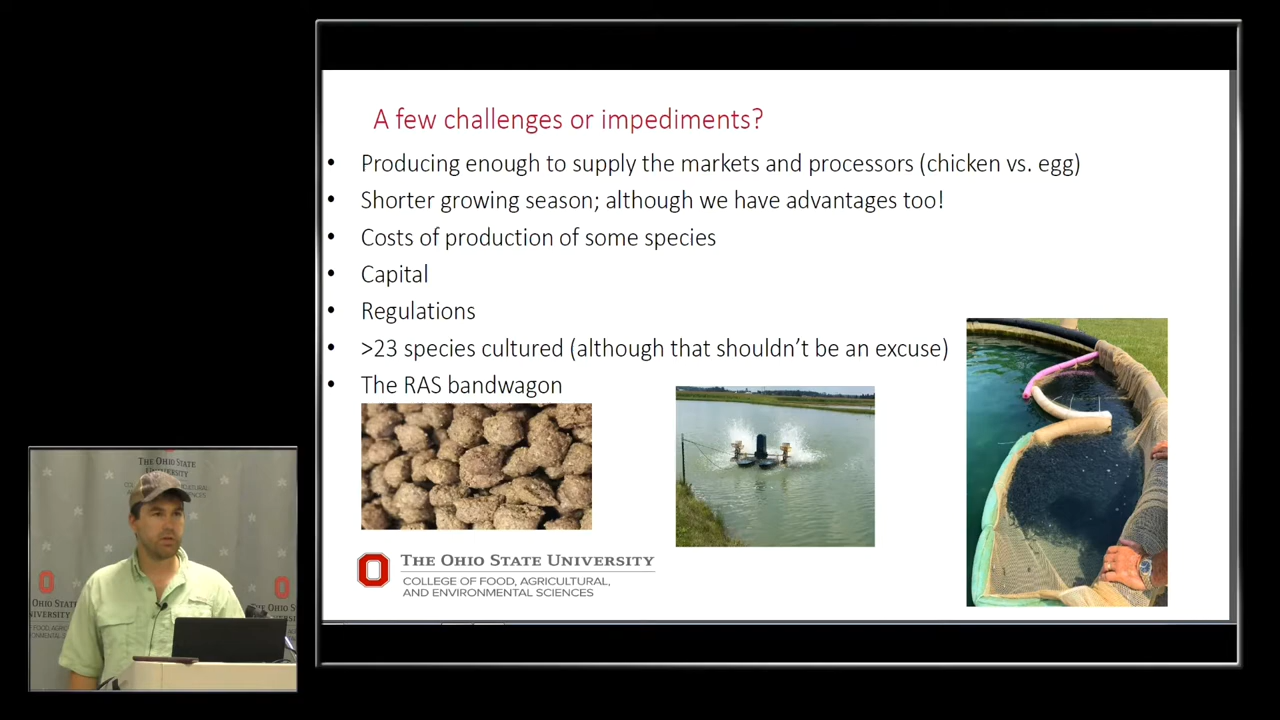 A few challenges or impediments?
• Producing enough to supply the markets and processors (chicken vs. egg)
• Shorter growing season; although we have advantages too!
• Costs of production of some species
• Capital
• Regulations
• >23 species cultured (although that shouldn't be an excuse)
• The RAS bandwagon
THE OHIO STATE UNIVERSITY
COLLEGE OF FOOD, AGRICULTURAL,
AND ENVIRONMENTAL SCIENCES
THE OHIO STATE
UNIVERSITY
OHIO STATE